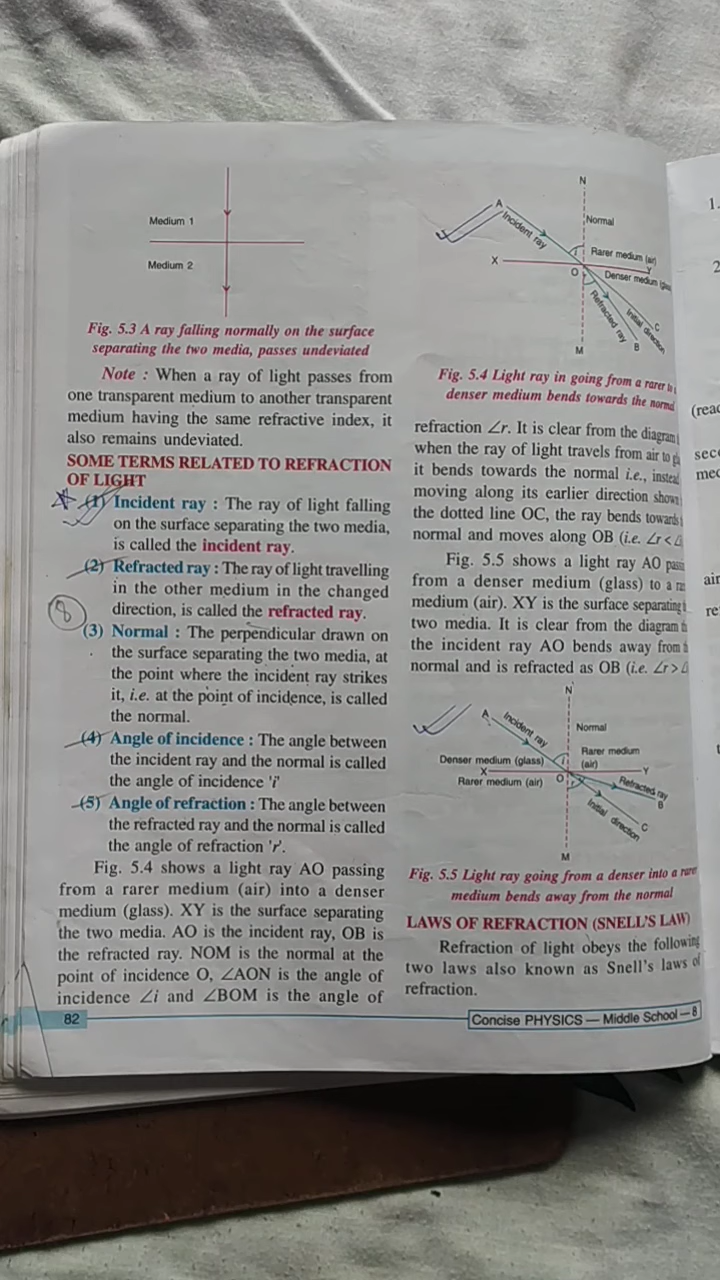 Medium 1
Medium 2
Fig. 5.3 A ray falling normally on the surface
separating the two media, passes undeviated
Note : When a ray of light passes from
one transparent medium to another transparent
medium having the same refractive index, it
also remains undeviated.
SOME TERMS RELATED TO REFRACTION
OF LIGHT
(1) Incident ray : The ray of light falling
on the surface separating the two media,
is called the incident ray.
(2) Refracted ray : The ray of light travelling
in the other medium in the changed
direction, is called the refracted ray.
8
(3) Normal : The perpendicular drawn on
the surface separating the two media, at
the point where the incident ray strikes
it, i.e. at the point of incidence, is called
the normal.
(4) Angle of incidence : The angle between
the incident ray and the normal is called
the angle of incidence 'i'
(5) Angle of refraction : The angle between
the refracted ray and the normal is called
the angle of refraction 'r'.
Fig. 5.4 shows a light ray AO passing
from a rarer medium (air) into a denser
medium (glass). XY is the surface separating
the two media. AO is the incident ray, OB is
the refracted ray. NOM is the normal at the
point of incidence O, ∠AON is the angle of
incidence ∠i and ∠BOM is the angle of
82
N
A
Incident ray
Normal
i
Rarer medium (air)
X
Y
O
Denser medium
r
Refracted ray
Initial direction
C
B
M
Fig. 5.4 Light ray in going from a rarer to
denser medium bends towards the normal
refraction ∠r. It is clear from the diagram
when the ray of light travels from air to
it bends towards the normal i.e., instead
moving along its earlier direction shown
the dotted line OC, the ray bends towards
normal and moves along OB (i.e. ∠r <
Fig. 5.5 shows a light ray AO
from a denser medium (glass) to a
medium (air). XY is the surface separating
two media. It is clear from the diagram
the incident ray AO bends away from
normal and is refracted as OB (i.e. ∠r >
N
A
Incident ray
Normal
Denser medium (glass)
i
Rarer medium
(air)
X
Y
Rarer medium (air)
O
r
Refracted ray
B
Initial direction
C
M
Fig. 5.5 Light ray going from a denser into a rarer
medium bends away from the normal
LAWS OF REFRACTION (SNELL'S LAW)
Refraction of light obeys the following
two laws also known as Snell's laws of
refraction.
Concise PHYSICS — Middle School — 8
1.
2